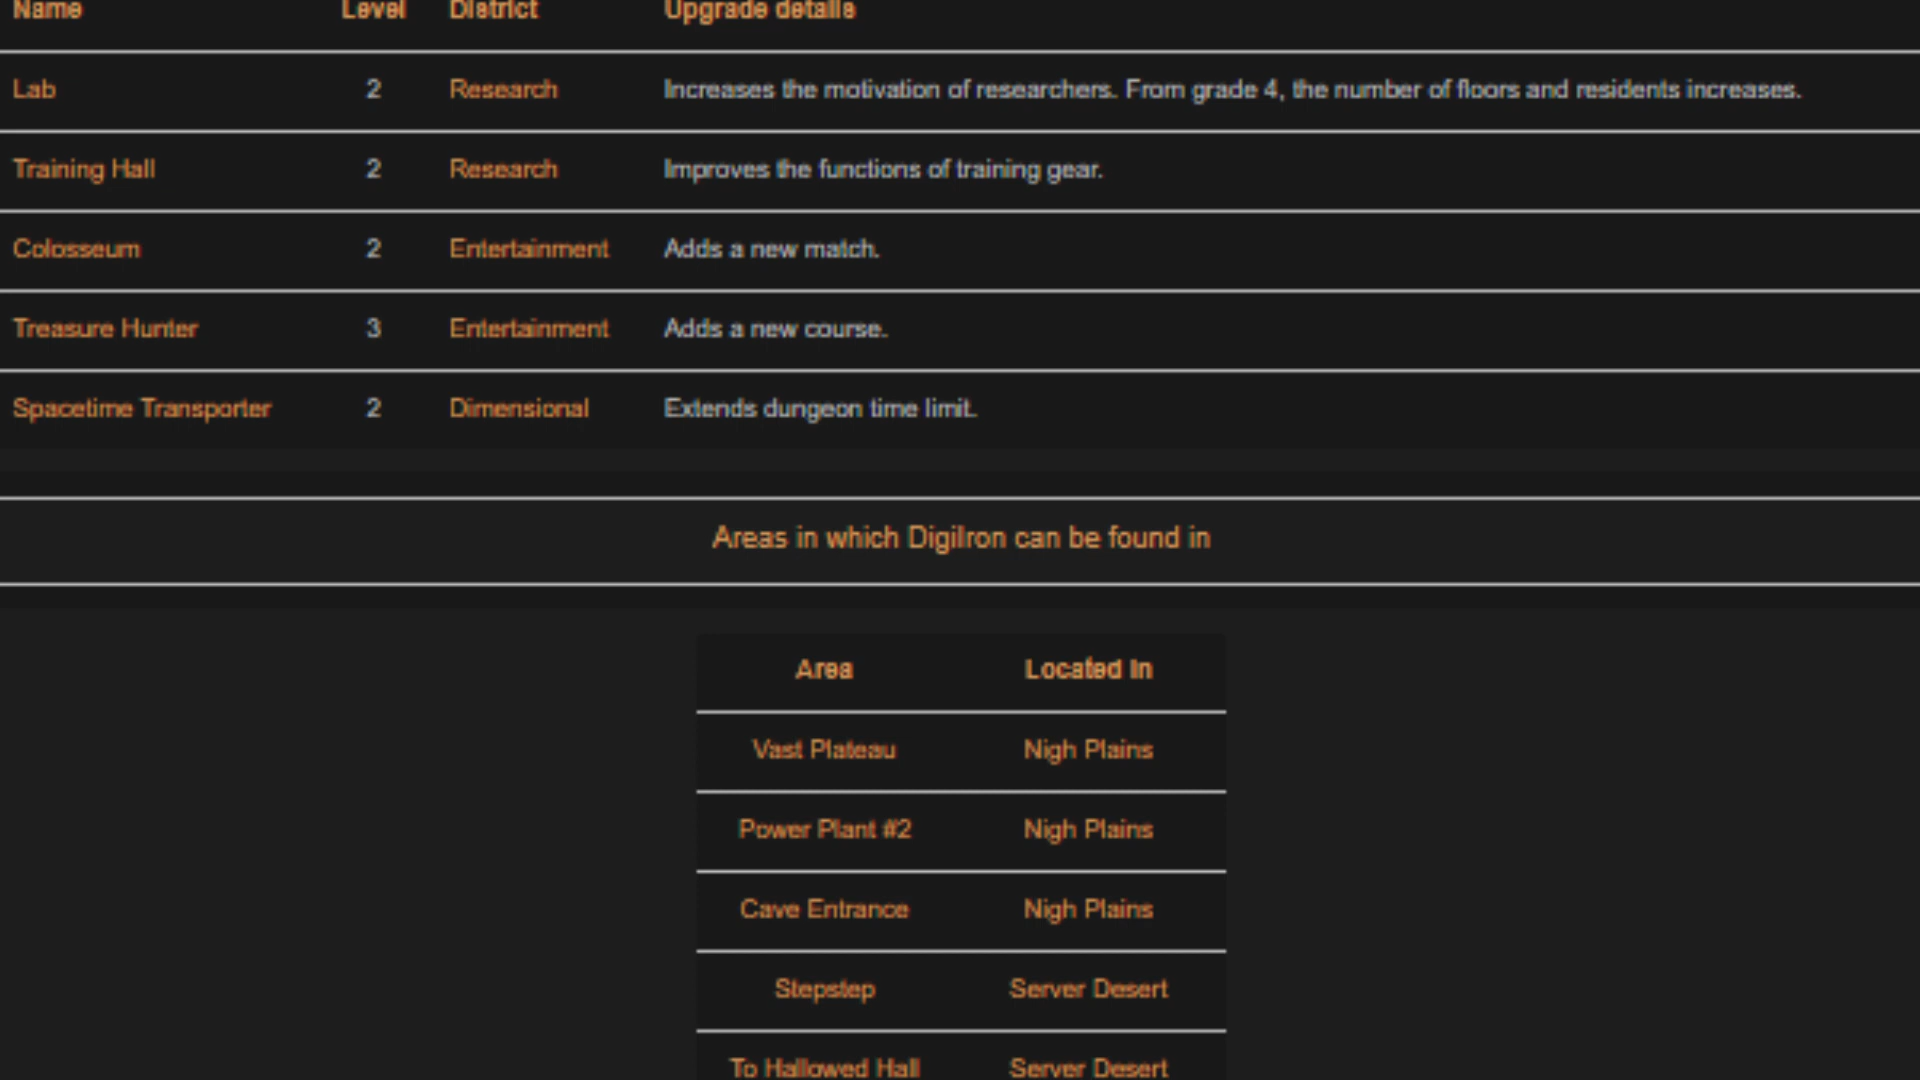 Name Level District Upgrade details
Lab 2 Research Increases the motivation of researchers. From grade 4, the number of floors and residents increases.
Training Hall 2 Research Improves the functions of training gear.
Colosseum 2 Entertainment Adds a new match.
Treasure Hunter 3 Entertainment Adds a new course.
Spacetime Transporter 2 Dimensional Extends dungeon time limit.
Areas in which DigiIron can be found in
Area Located In
Vast Plateau Nigh Plains
Power Plant #2 Nigh Plains
Cave Entrance Nigh Plains
Stepstep Server Desert
To Hallowed Hall Server Desert